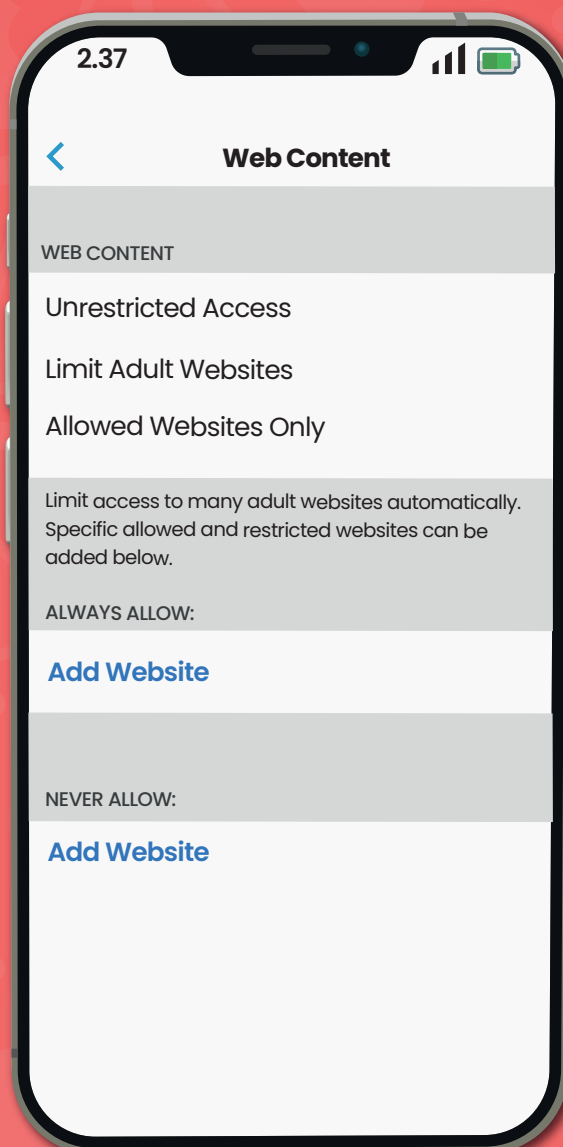 2.37
Web Content
WEB CONTENT
Unrestricted Access
Limit Adult Websites
Allowed Websites Only
Limit access to many adult websites automatically.
Specific allowed and restricted websites can be
added below.
ALWAYS ALLOW:
Add Website
NEVER ALLOW:
Add Website